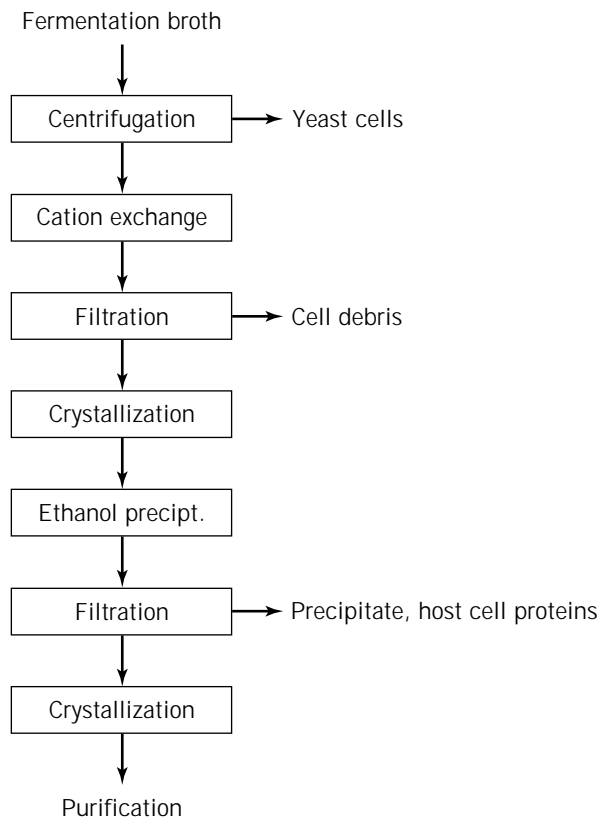 Fermentation broth
Centrifugation
Yeast cells
Cation exchange
Filtration
Cell debris
Crystallization
Ethanol precipt.
Filtration
Precipitate, host cell proteins
Crystallization
Purification